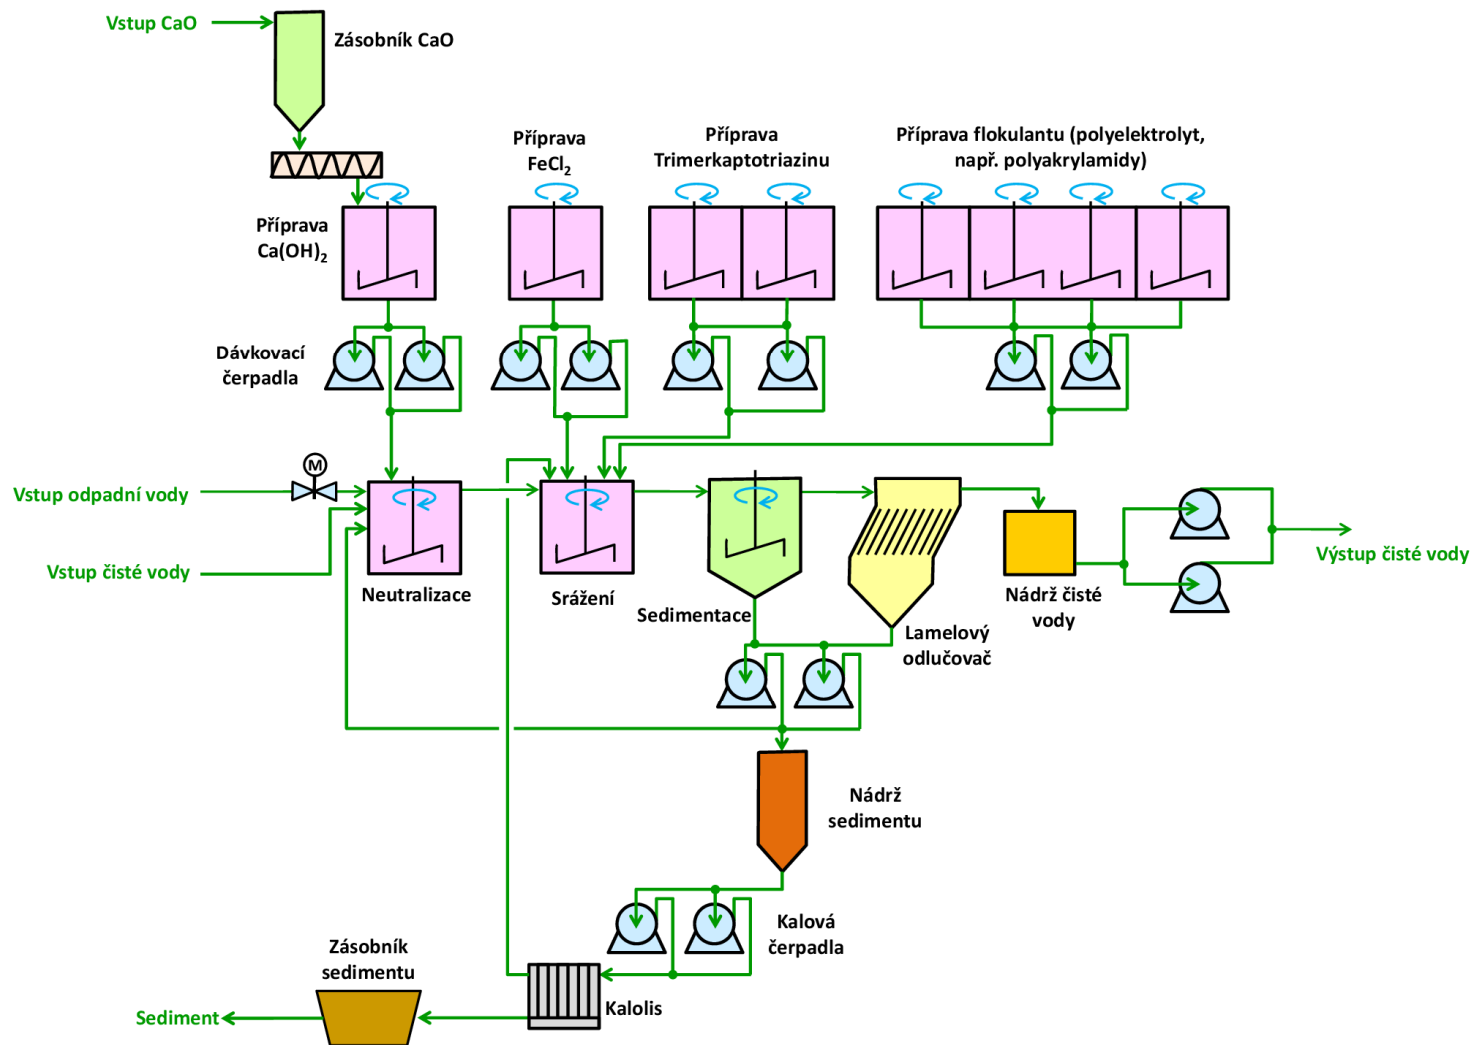 Vstup CaO
Zásobník CaO
Příprava
FeCl₂
Příprava
Trimerkaptotriazinu
Příprava flokulantu (polyelektrolyt,
např. polyakrylamidy)
Příprava
Ca(OH)₂
Dávkovací
čerpadla
M
Vstup odpadní vody
Vstup čisté vody
Neutralizace
Srážení
Sedimentace
Lamelový
odlučovač
Nádrž čisté
vody
Výstup čisté vody
Nádrž
sedimentu
Kalová
čerpadla
Zásobník
sedimentu
Kalolis
Sediment